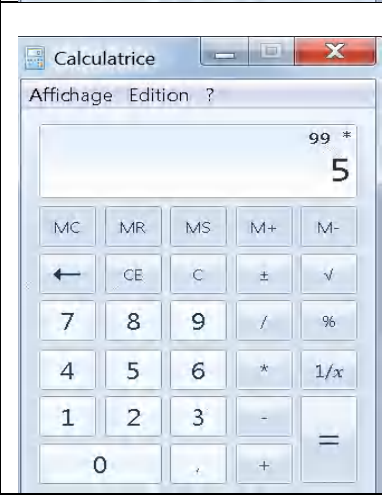 Calculatrice
Affichage Edition ?
99 *
5
MC MR MS M+ M-
← CE C ± √
7 8 9 / %
4 5 6 * 1/x
1 2 3 -
=
0 , +